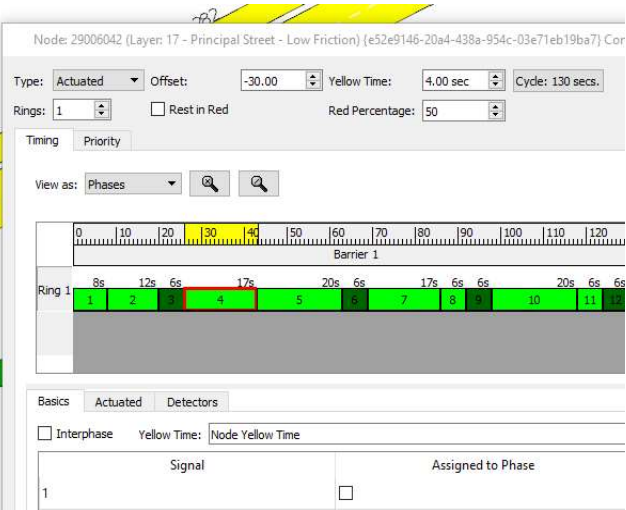 282
Node: 29006042 (Layer: 17 - Principal Street - Low Friction) {e52e9146-20a4-438a-954c-03e71eb19ba7} Con
Type: Actuated Offset: -30.00 Yellow Time: 4.00 sec Cycle: 130 secs.
Rings: 1 Rest in Red Red Percentage: 50
Timing Priority
View as: Phases
0 10 20 30 40 50 60 70 80 90 100 110 120
Barrier 1
8s 12s 6s 17s 20s 6s 17s 6s 6s 20s 6s 6s
Ring 1 1 2 3 4 5 6 7 8 9 10 11 12
Basics Actuated Detectors
Interphase Yellow Time: Node Yellow Time
Signal Assigned to Phase
1